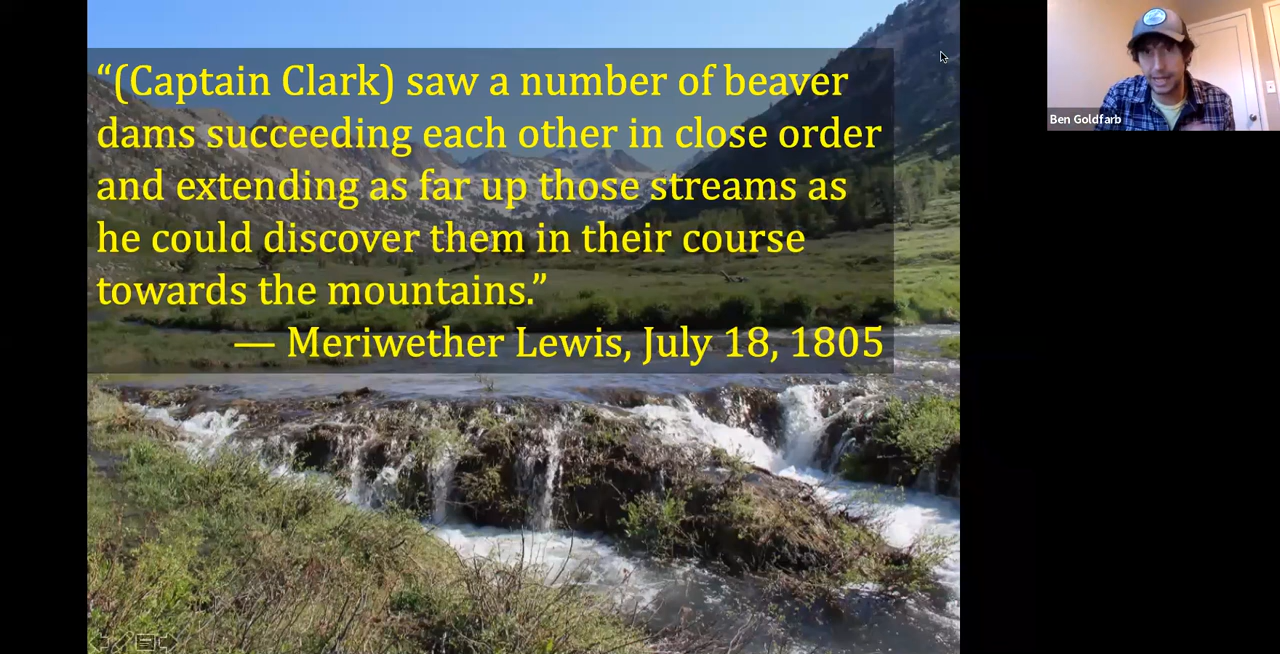 “(Captain Clark) saw a number of beaver
dams succeeding each other in close order
and extending as far up those streams as
he could discover them in their course
towards the mountains.”
— Meriwether Lewis, July 18, 1805
Ben Goldfarb